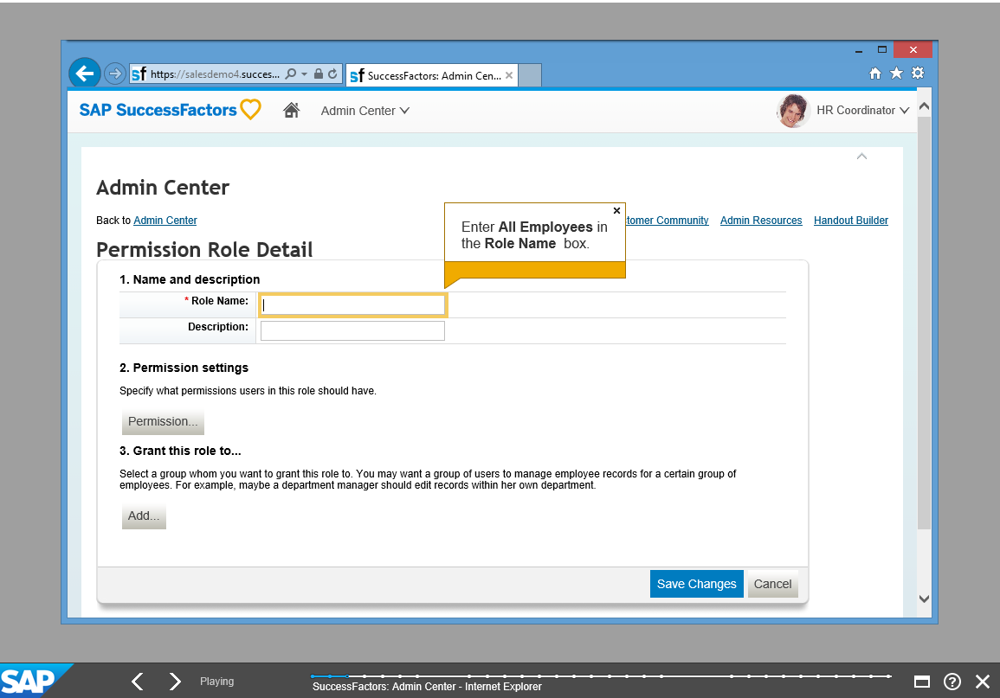 https://salesdemo4.succes...
SuccessFactors: Admin Cen...
SAP SuccessFactors
Admin Center
HR Coordinator
Admin Center
Back to Admin Center
tomer Community
Admin Resources
Handout Builder
Enter All Employees in
the Role Name box.
Permission Role Detail
1. Name and description
* Role Name:
Description:
2. Permission settings
Specify what permissions users in this role should have.
Permission...
3. Grant this role to...
Select a group whom you want to grant this role to. You may want a group of users to manage employee records for a certain group of
employees. For example, maybe a department manager should edit records within her own department.
Add...
Save Changes
Cancel
SAP
Playing
SuccessFactors: Admin Center - Internet Explorer